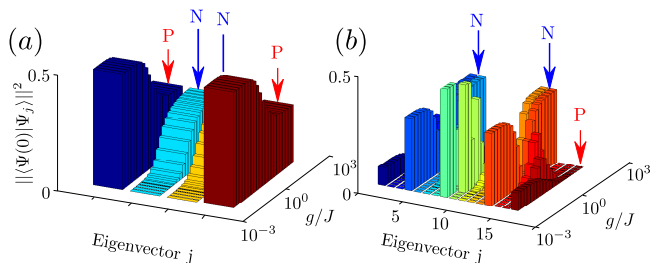 (a)
P
N
N
P
0.5
0
||⟨Ψ(0)|Ψⱼ⟩||²
Eigenvector j
10⁻³
10⁰
10³
g/J
(b)
N
N
P
0.5
0
5
10
15
Eigenvector j
10⁻³
10⁰
10³
g/J